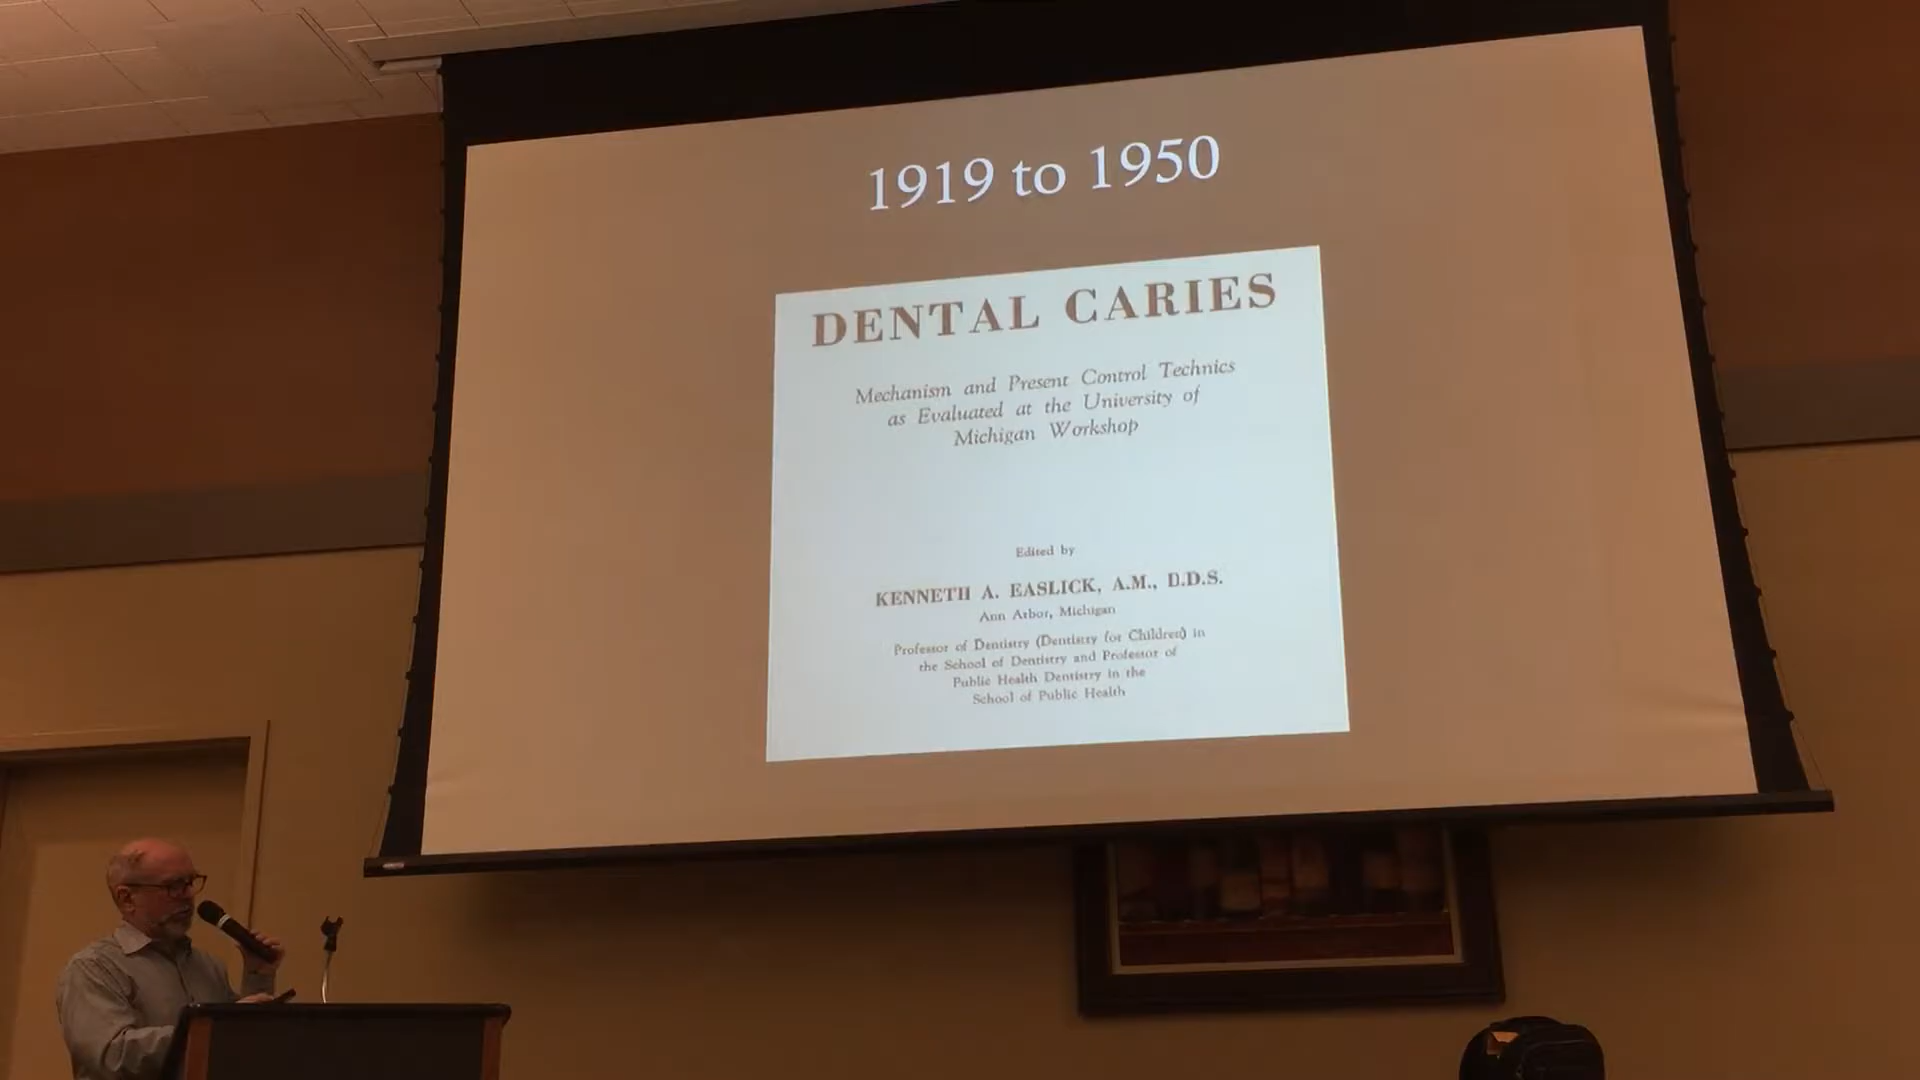 1919 to 1950
DENTAL CARIES
Mechanism and Present Control Technics
as Evaluated at the University of
Michigan Workshop
Edited by
KENNETH A. EASLICK, A.M., D.D.S.
Ann Arbor, Michigan
Professor of Dentistry (Dentistry for Children) in
the School of Dentistry and Professor of
Public Health Dentistry in the
School of Public Health